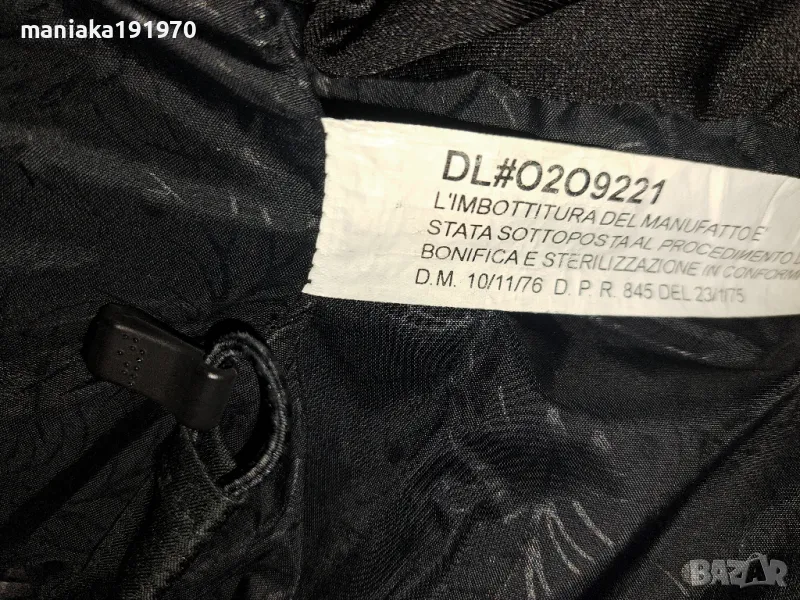 maniaka191970
DL#O2O9221
L'IMBOTTITURA DEL MANUFATTO E'
STATA SOTTOPOSTA AL PROCEDIMENTO
BONIFICA E STERILIZZAZIONE IN
D.M. 10/11/76 D.P.R. 845 DEL 23/1/75
BAZAR